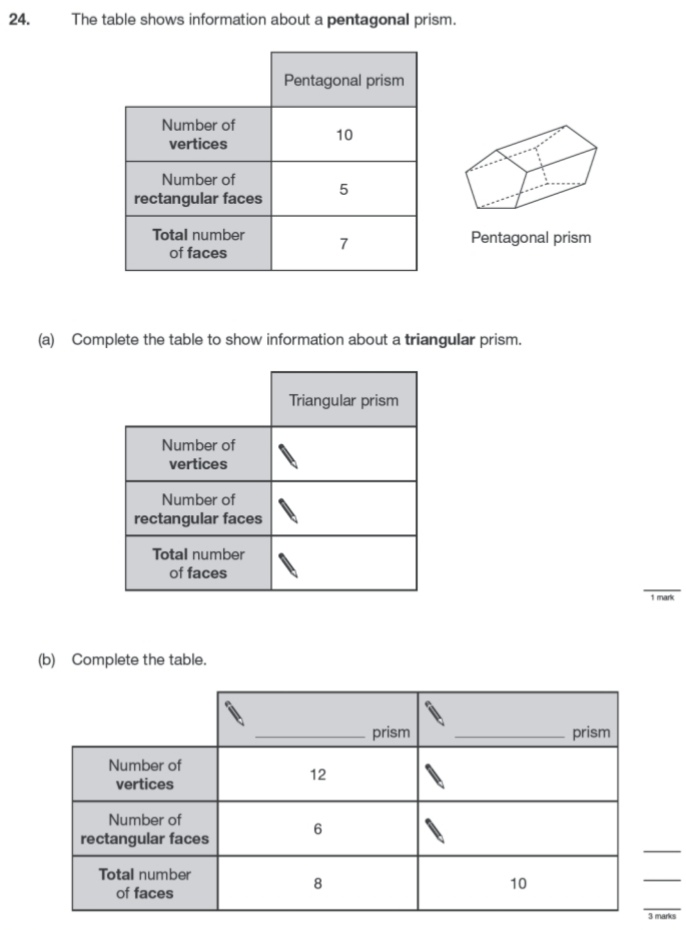 24. The table shows information about a pentagonal prism.
Pentagonal prism
Number of
vertices
10
Number of
rectangular faces
5
Total number
of faces
7
Pentagonal prism
(a) Complete the table to show information about a triangular prism.
Triangular prism
Number of
vertices
Number of
rectangular faces
Total number
of faces
1 mark
(b) Complete the table.
prism prism
Number of
vertices
12
Number of
rectangular faces
6
Total number
of faces
8 10
3 marks